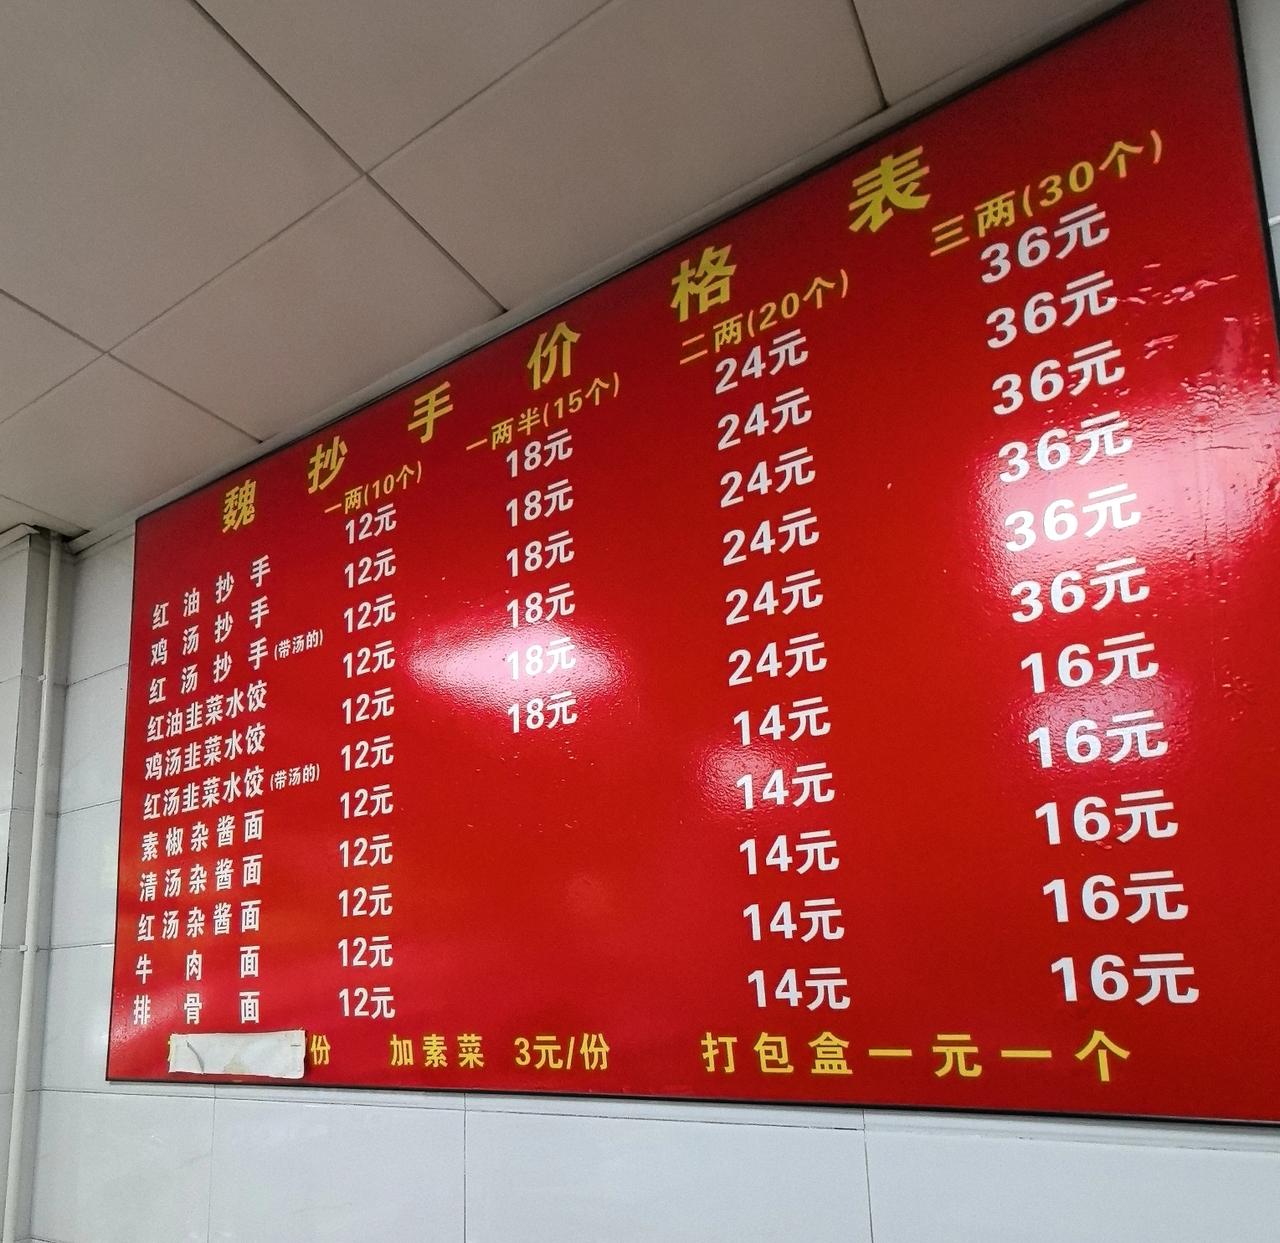 魏抄手价格表
一两(10个) 一两半(15个) 二两(20个) 三两(30个)
红油抄手 12元 18元 24元 36元
鸡汤抄手 12元 18元 24元 36元
红汤抄手(带汤的) 12元 18元 24元 36元
红油韭菜水饺 12元 18元 24元 36元
鸡汤韭菜水饺 12元 18元 24元 36元
红汤韭菜水饺(带汤的) 12元 18元 24元 36元
素椒杂酱面 12元 14元 16元
清汤杂酱面 12元 14元 16元
红汤杂酱面 12元 14元 16元
牛肉面 12元 14元 16元
排骨面 12元 14元 16元
份 加素菜 3元/份 打包盒一元一个